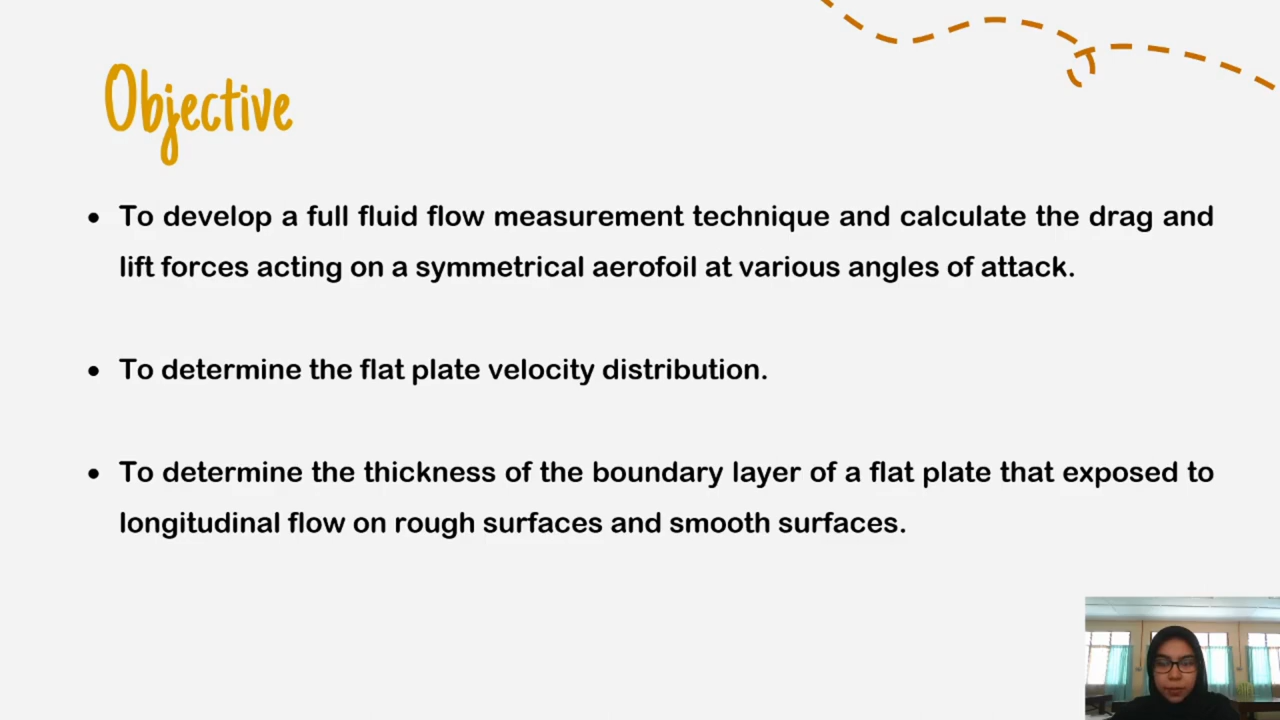 Objective
• To develop a full fluid flow measurement technique and calculate the drag and
lift forces acting on a symmetrical aerofoil at various angles of attack.
• To determine the flat plate velocity distribution.
• To determine the thickness of the boundary layer of a flat plate that exposed to
longitudinal flow on rough surfaces and smooth surfaces.